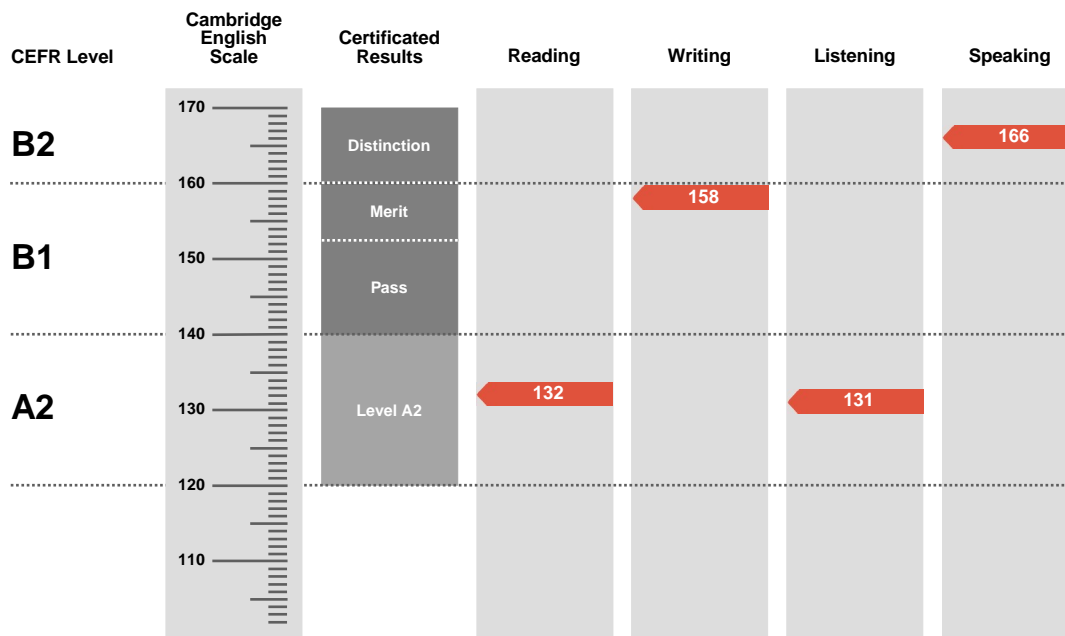 CEFR Level
Cambridge
English
Scale
Certificated
Results
Reading
Writing
Listening
Speaking
170
B2
Distinction
166
160
158
Merit
B1
150
Pass
140
132
131
A2
130
Level A2
120
110